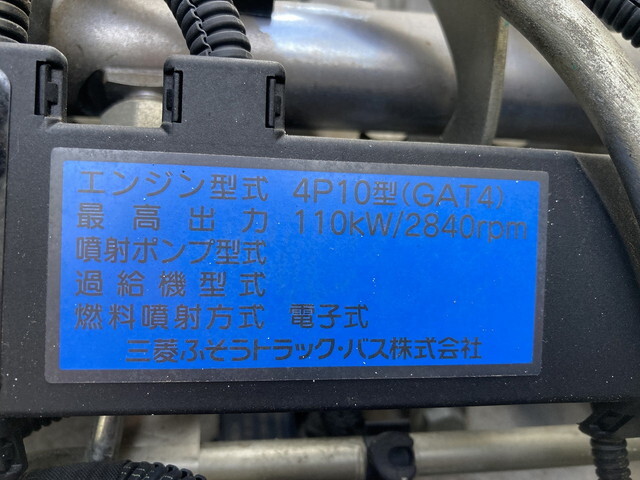 エンジン型式 4P10型(GAT4)
最高出力 110kW/2840rpm
噴射ポンプ型式
過給機型式
燃料噴射方式 電子式
三菱ふそうトラック・バス株式会社